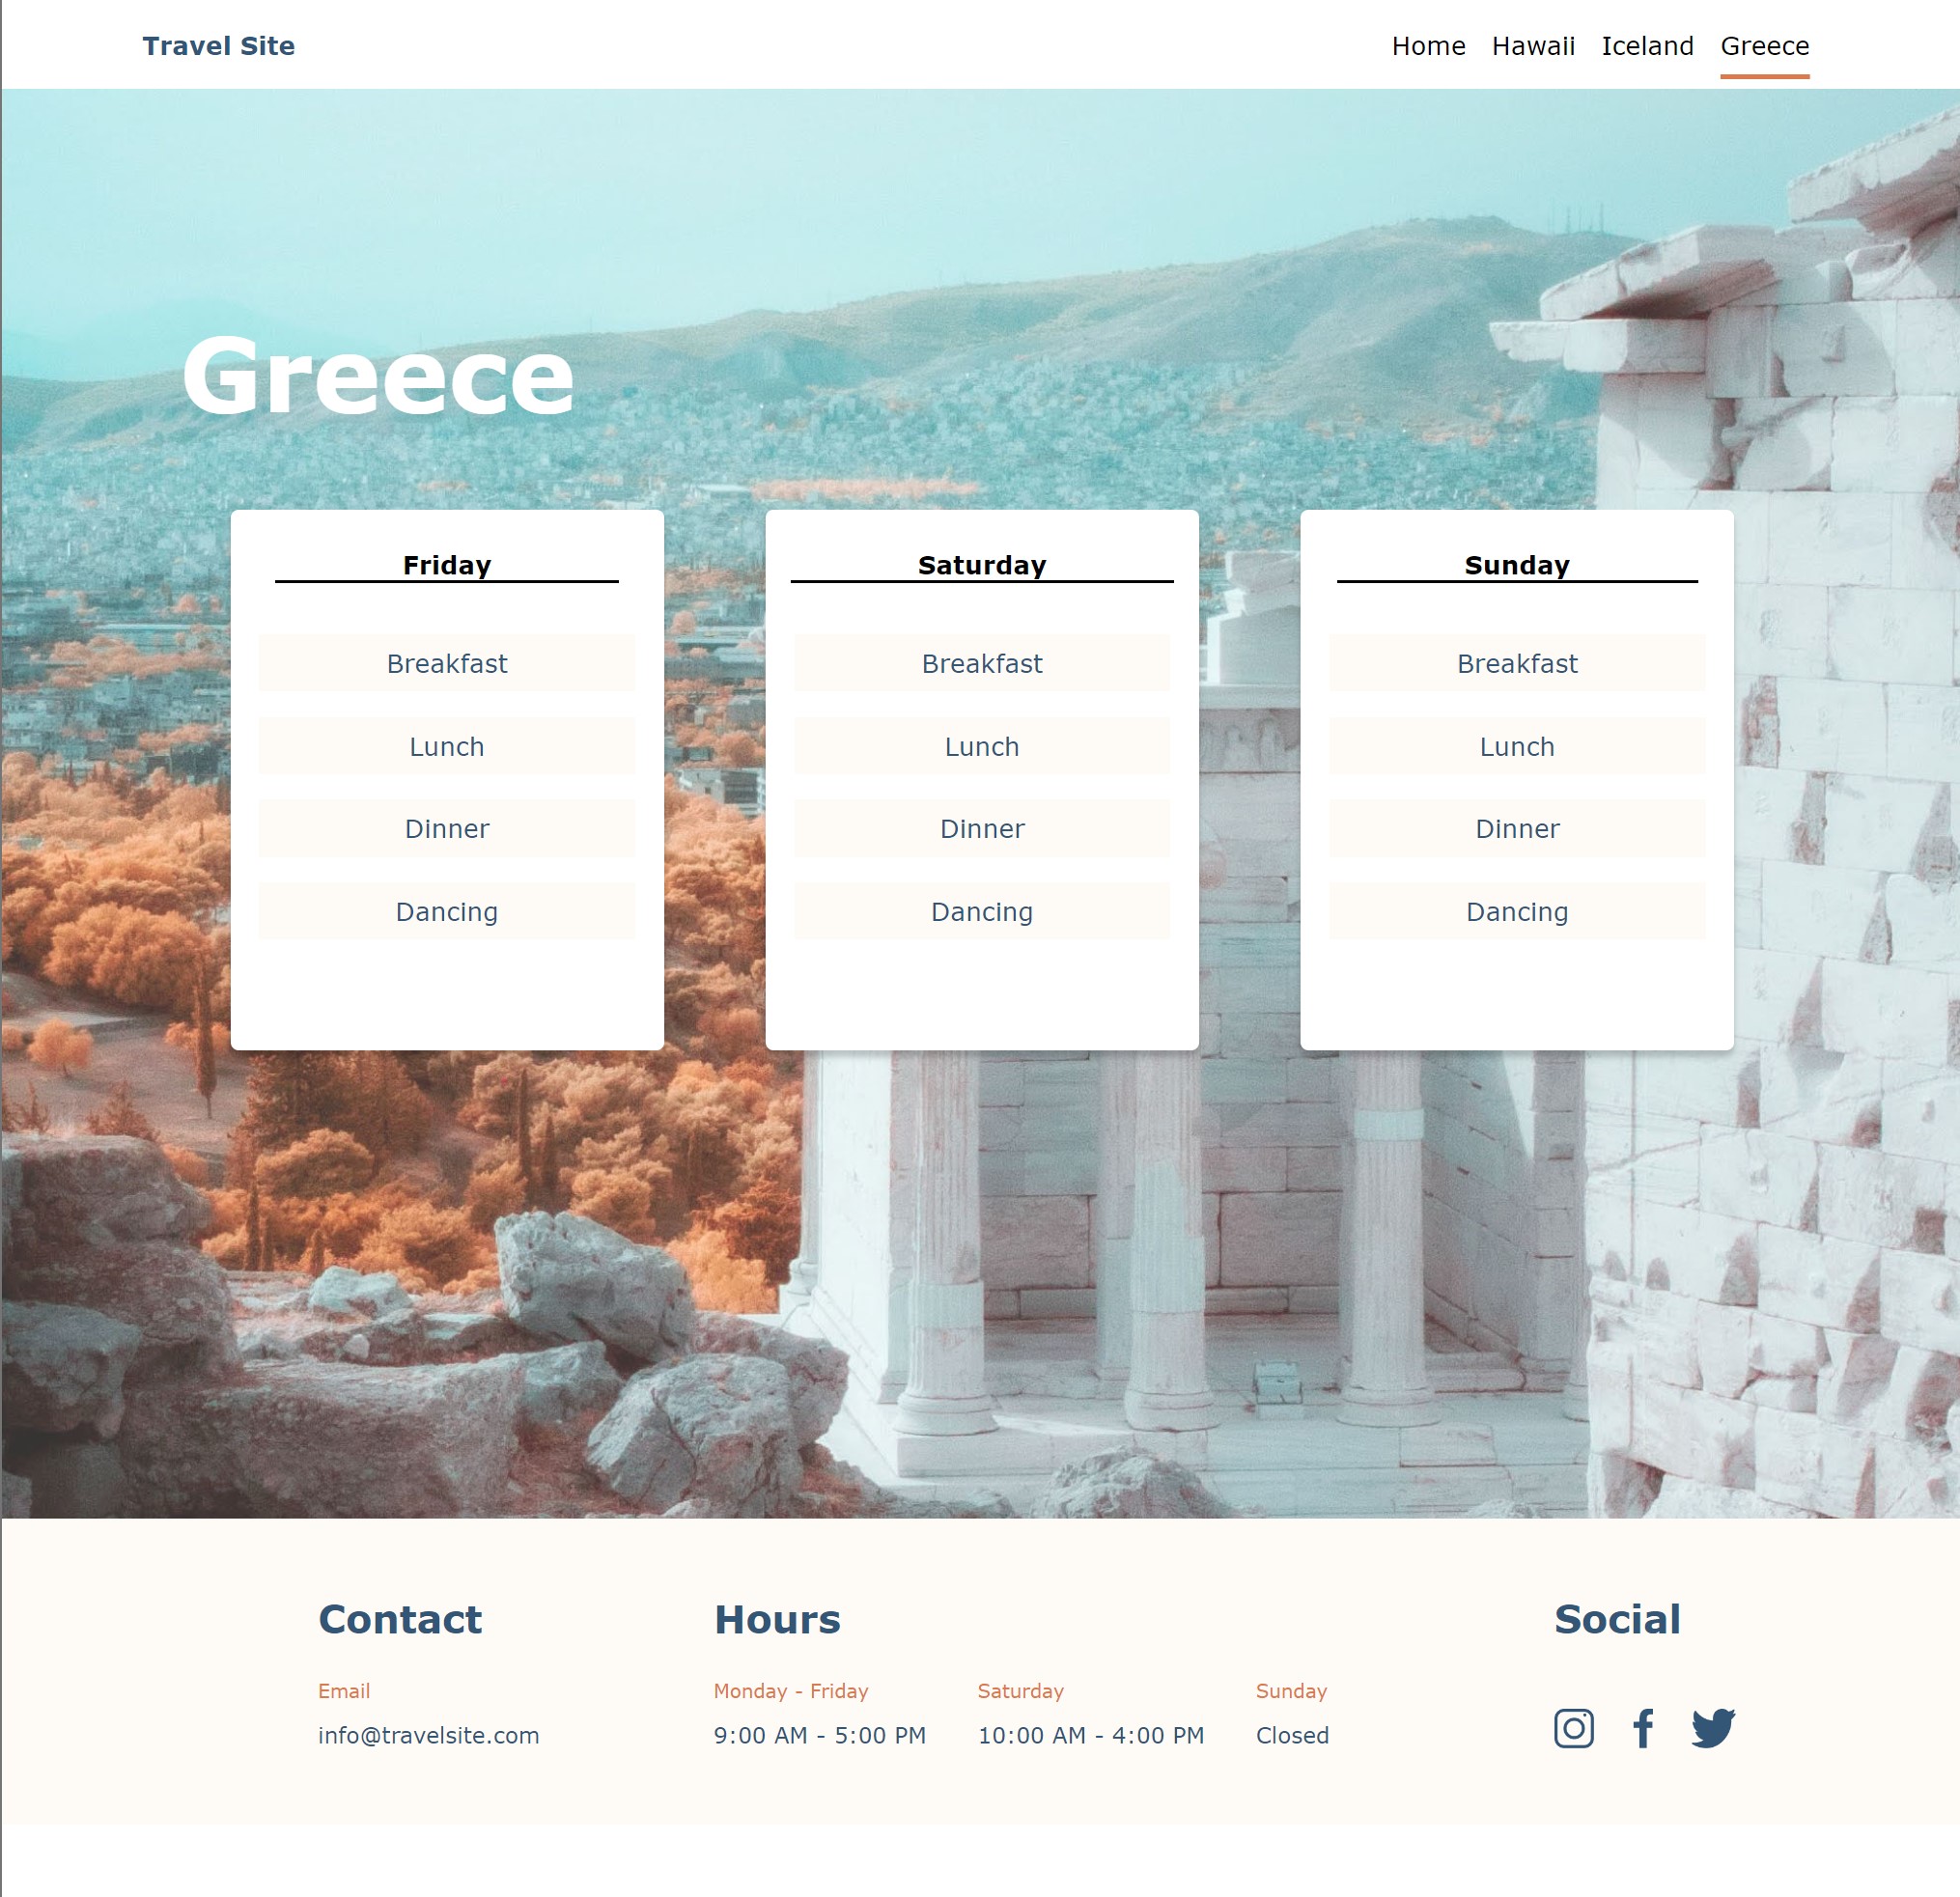 Travel Site
Home Hawaii Iceland Greece
Greece
Friday
Breakfast
Lunch
Dinner
Dancing
Saturday
Breakfast
Lunch
Dinner
Dancing
Sunday
Breakfast
Lunch
Dinner
Dancing
Contact
Email
info@travelsite.com
Hours
Monday - Friday
9:00 AM - 5:00 PM
Saturday
10:00 AM - 4:00 PM
Sunday
Closed
Social